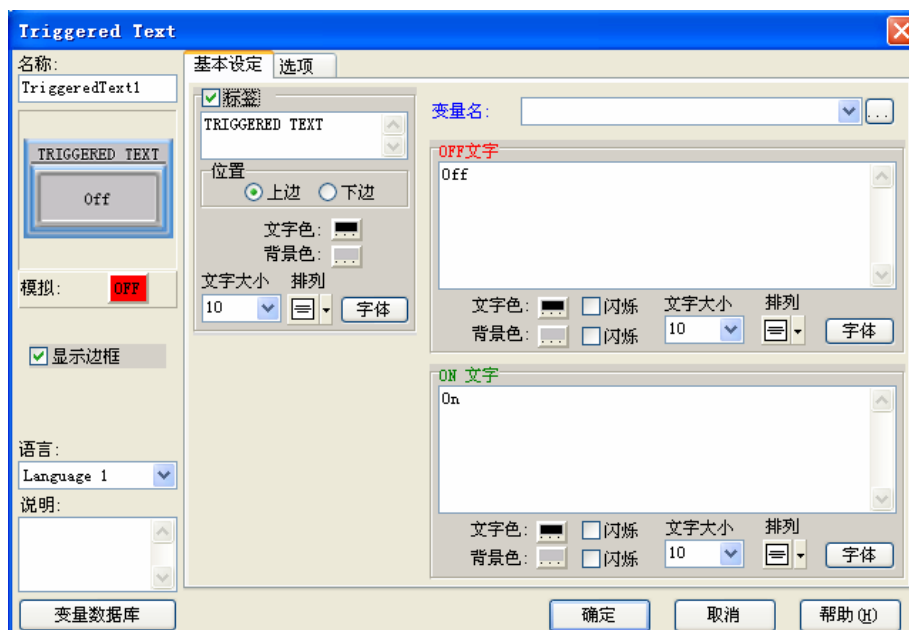 Triggered Text
名称:
TriggeredText1
TRIGGERED TEXT
Off
模拟: OFF
显示边框
语言:
Language 1
说明:
变量数据库
基本设定 选项
标签
TRIGGERED TEXT
位置
上边 下边
文字色: ...
背景色: ...
文字大小 排列
10 字体
变量名: ...
OFF文字
Off
文字色: ... 闪烁 文字大小 排列
背景色: ... 闪烁 10 字体
ON 文字
On
文字色: ... 闪烁 文字大小 排列
背景色: ... 闪烁 10 字体
确定 取消 帮助(H)